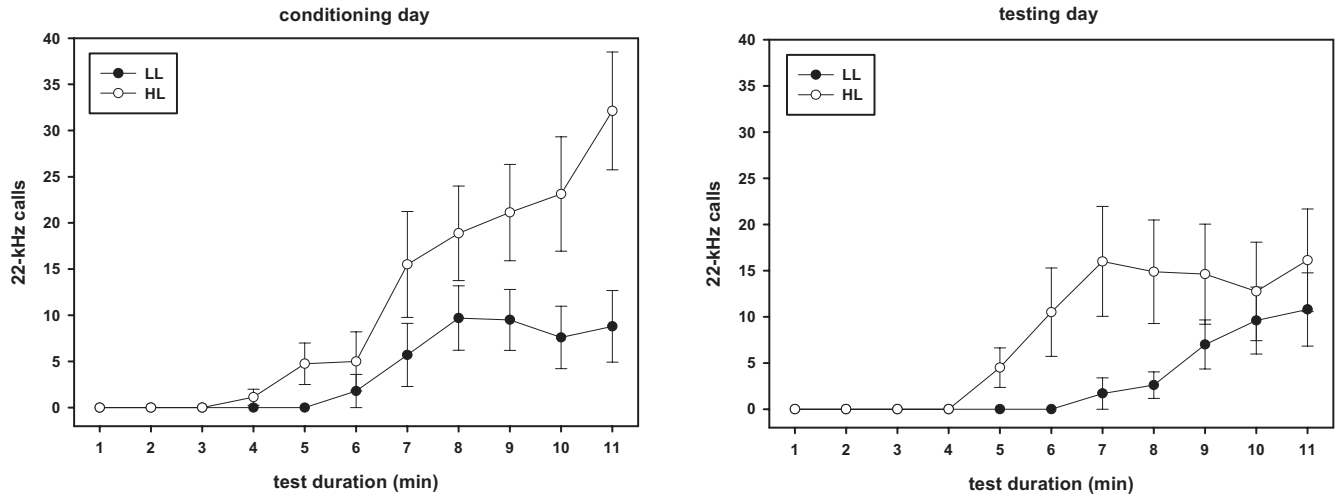 conditioning day
40
35
30
25
20
15
10
5
0
22-kHz calls
LL
HL
1 2 3 4 5 6 7 8 9 10 11
test duration (min)
testing day
40
35
30
25
20
15
10
5
0
22-kHz calls
LL
HL
1 2 3 4 5 6 7 8 9 10 11
test duration (min)